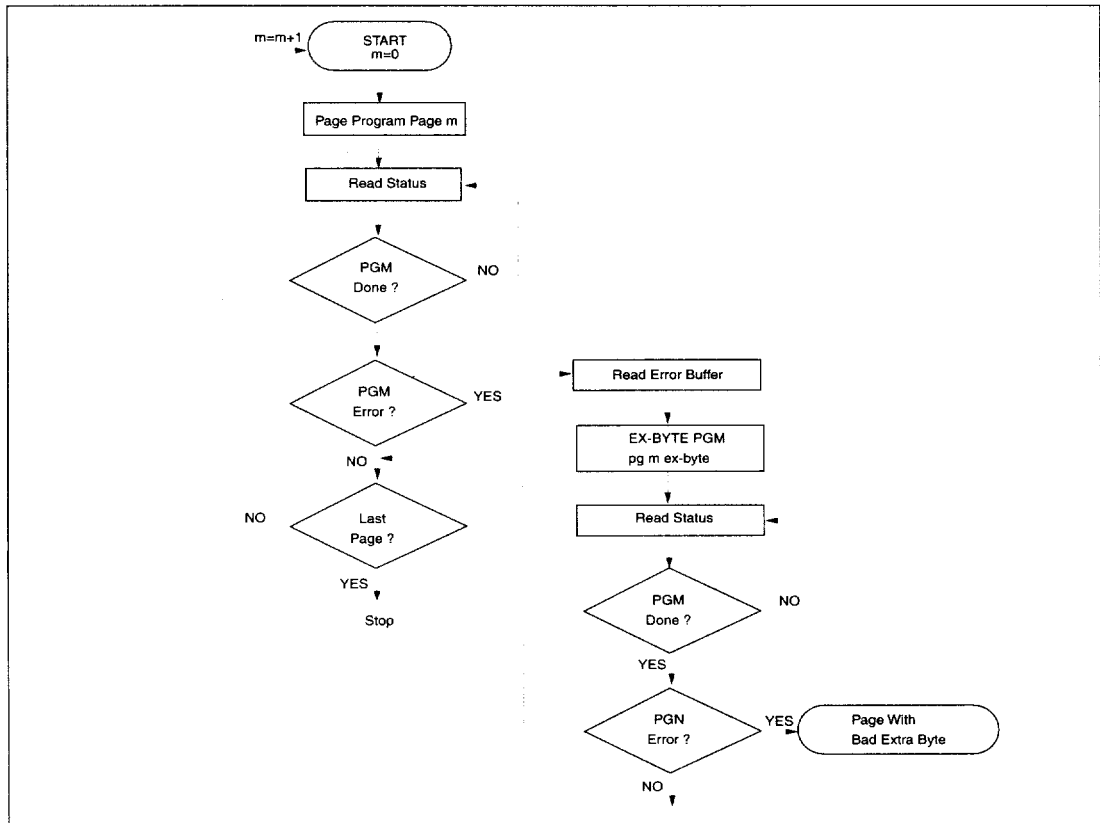 m=m+1
START
m=0
Page Program Page m
Read Status
PGM
Done ?
NO
PGM
Error ?
YES
NO
Last
Page ?
NO
YES
Stop
Read Error Buffer
EX-BYTE PGM
pg m ex-byte
Read Status
PGM
Done ?
NO
YES
PGN
Error ?
YES
Page With
Bad Extra Byte
NO